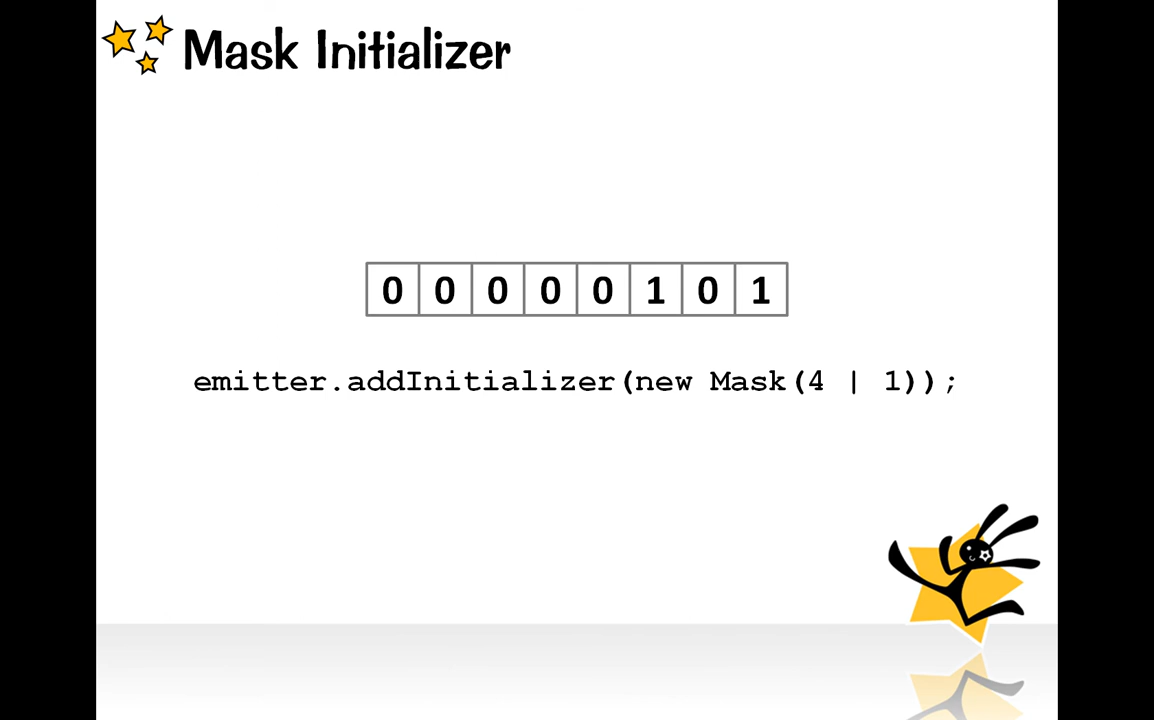 Mask Initializer
0 0 0 0 0 1 0 1
emitter.addInitializer(new Mask(4 | 1));